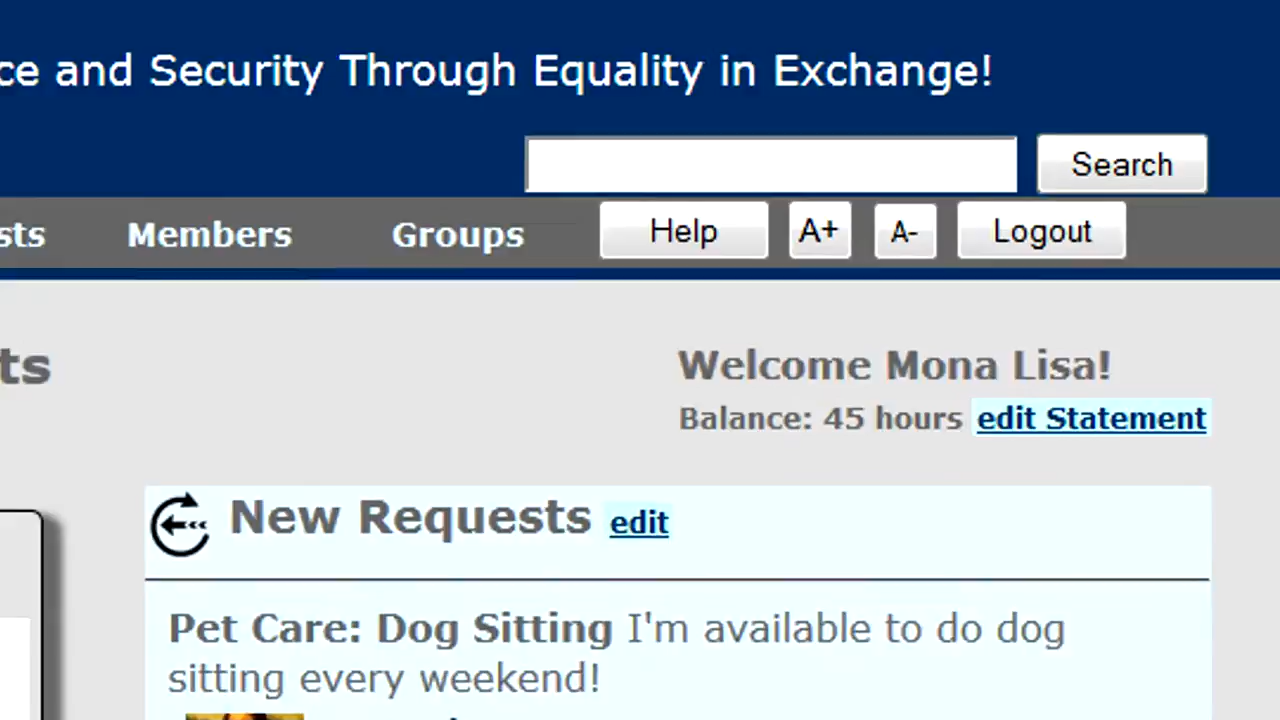 ce and Security Through Equality in Exchange!
Search
sts Members Groups Help A+ A- Logout
ts
Welcome Mona Lisa!
Balance: 45 hours edit Statement
New Requests edit
Pet Care: Dog Sitting I'm available to do dog
sitting every weekend!